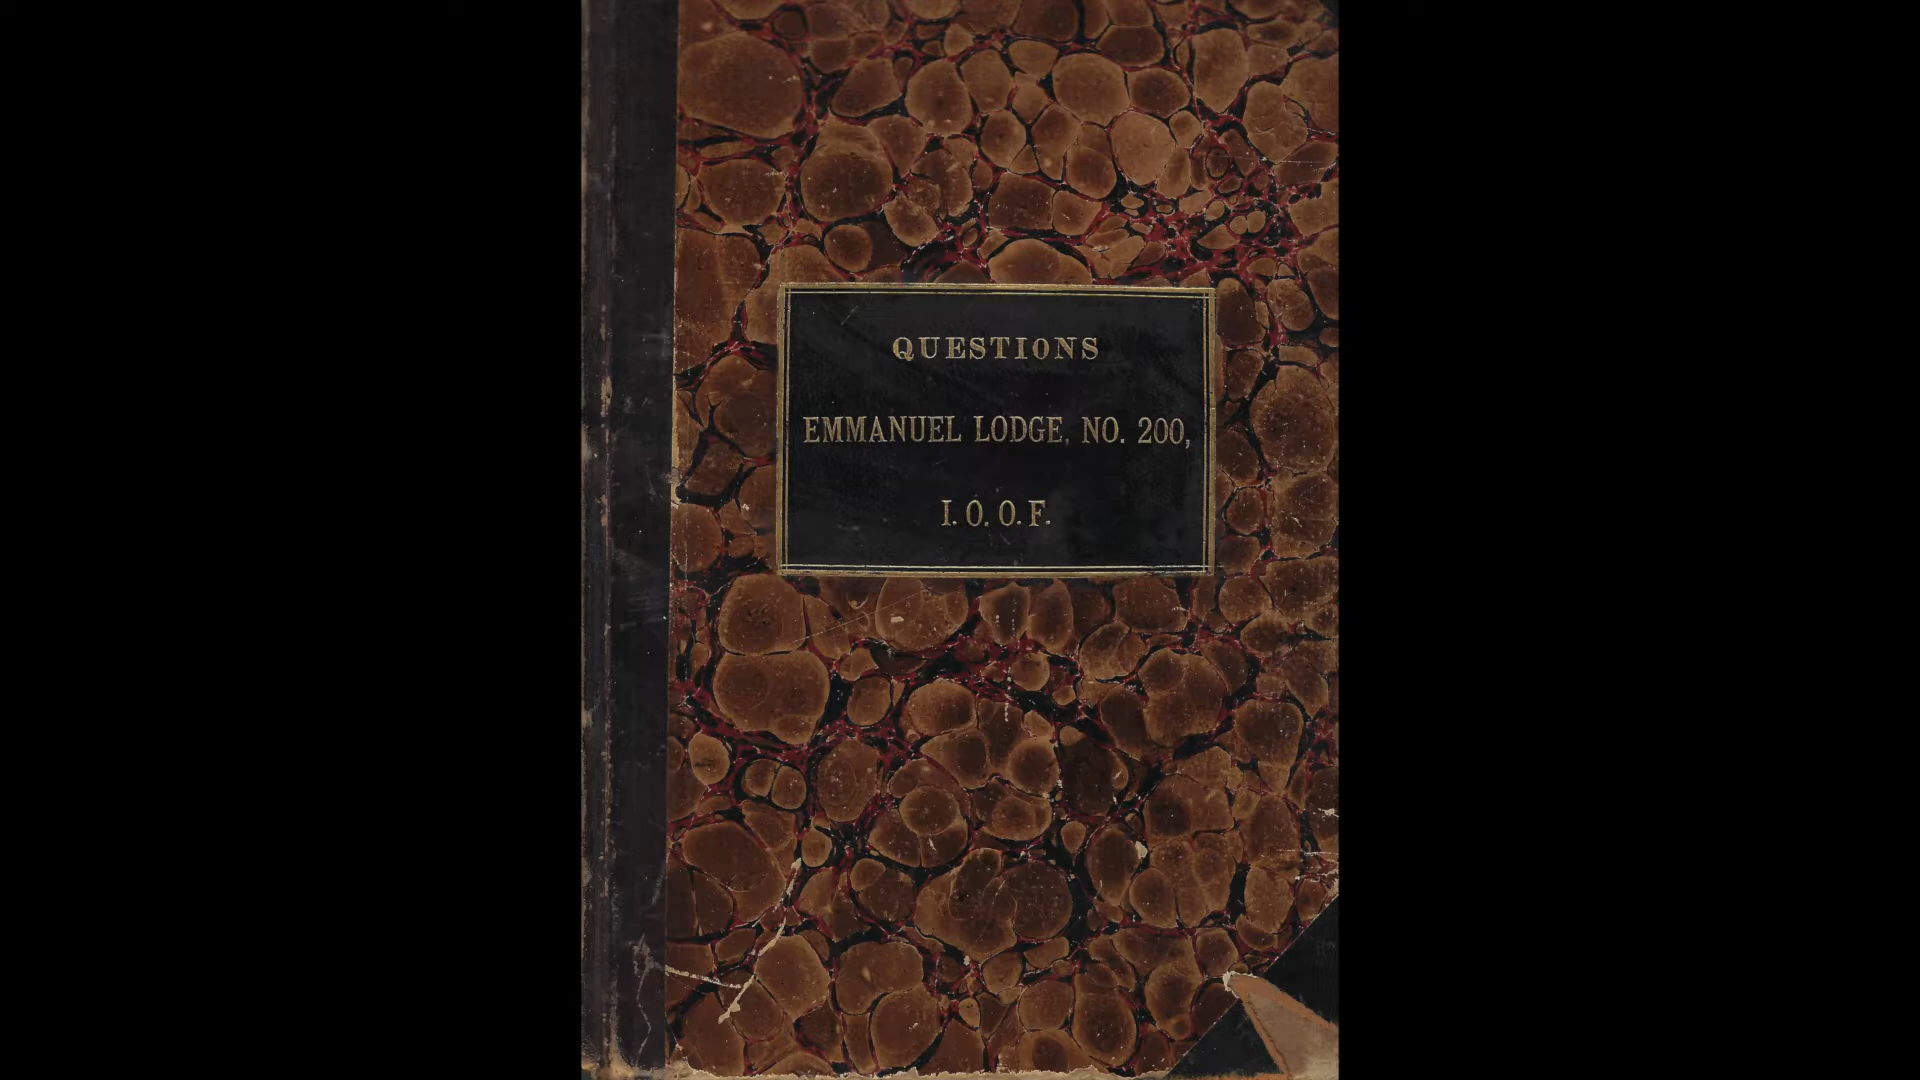 QUESTIONS
EMMANUEL LODGE, NO. 200,
I. O. O. F.